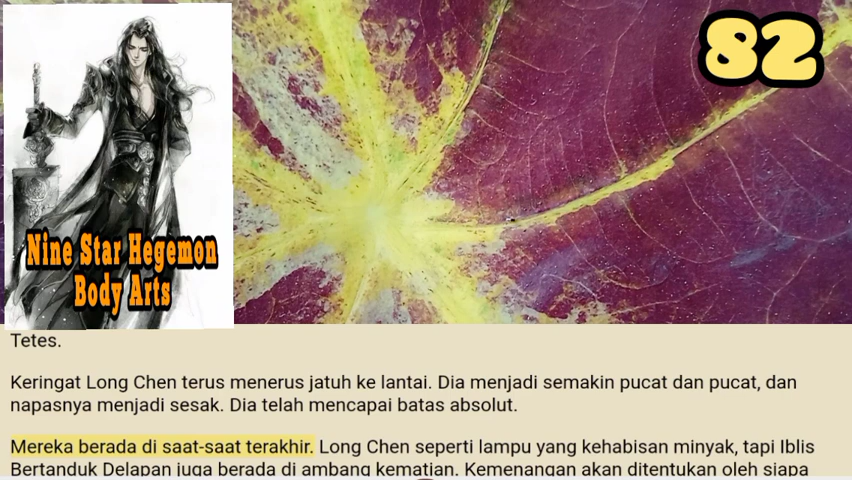 82
Nine Star Hegemon
Body Arts
Tetes.
Keringat Long Chen terus menerus jatuh ke lantai. Dia menjadi semakin pucat dan pucat, dan
napasnya menjadi sesak. Dia telah mencapai batas absolut.
Mereka berada di saat-saat terakhir. Long Chen seperti lampu yang kehabisan minyak, tapi Iblis
Bertanduk Delapan juga berada di ambang kematian. Kemenangan akan ditentukan oleh siapa